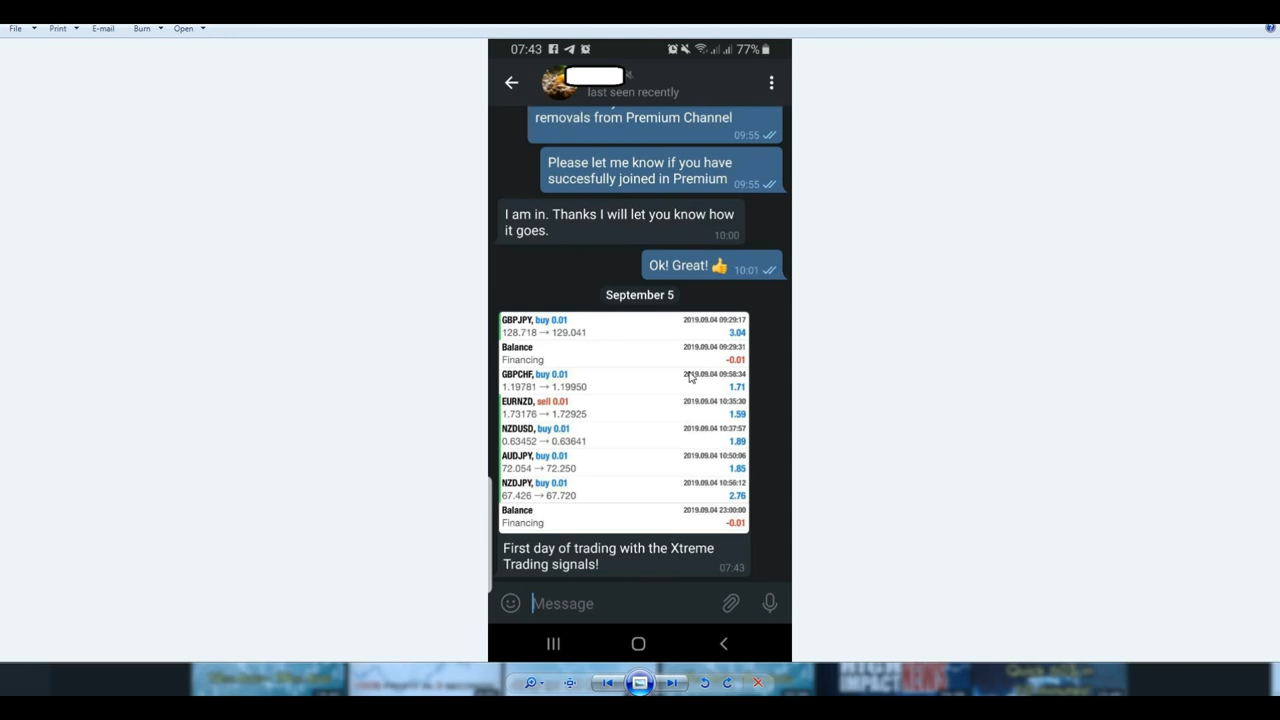 File Print E-mail Burn Open
07:43 77%
last seen recently
removals from Premium Channel
09:55
Please let me know if you have
succesfully joined in Premium
09:55
I am in. Thanks I will let you know how
it goes.
10:00
Ok! Great! 👍 10:01
September 5
GBPJPY, buy 0.01 2019.09.04 09:29:17
128.718 → 129.041 3.04
Balance 2019.09.04 09:29:31
Financing -0.01
GBPCHF, buy 0.01 2019.09.04 09:58:34
1.19781 → 1.19950 1.71
EURNZD, sell 0.01 2019.09.04 10:35:30
1.73176 → 1.72925 1.59
NZDUSD, buy 0.01 2019.09.04 10:37:57
0.63452 → 0.63641 1.89
AUDJPY, buy 0.01 2019.09.04 10:50:06
72.054 → 72.250 1.85
NZDJPY, buy 0.01 2019.09.04 10:56:12
67.426 → 67.720 2.76
Balance 2019.09.04 23:00:00
Financing -0.01
First day of trading with the Xtreme
Trading signals!
07:43
Message
IMPACT